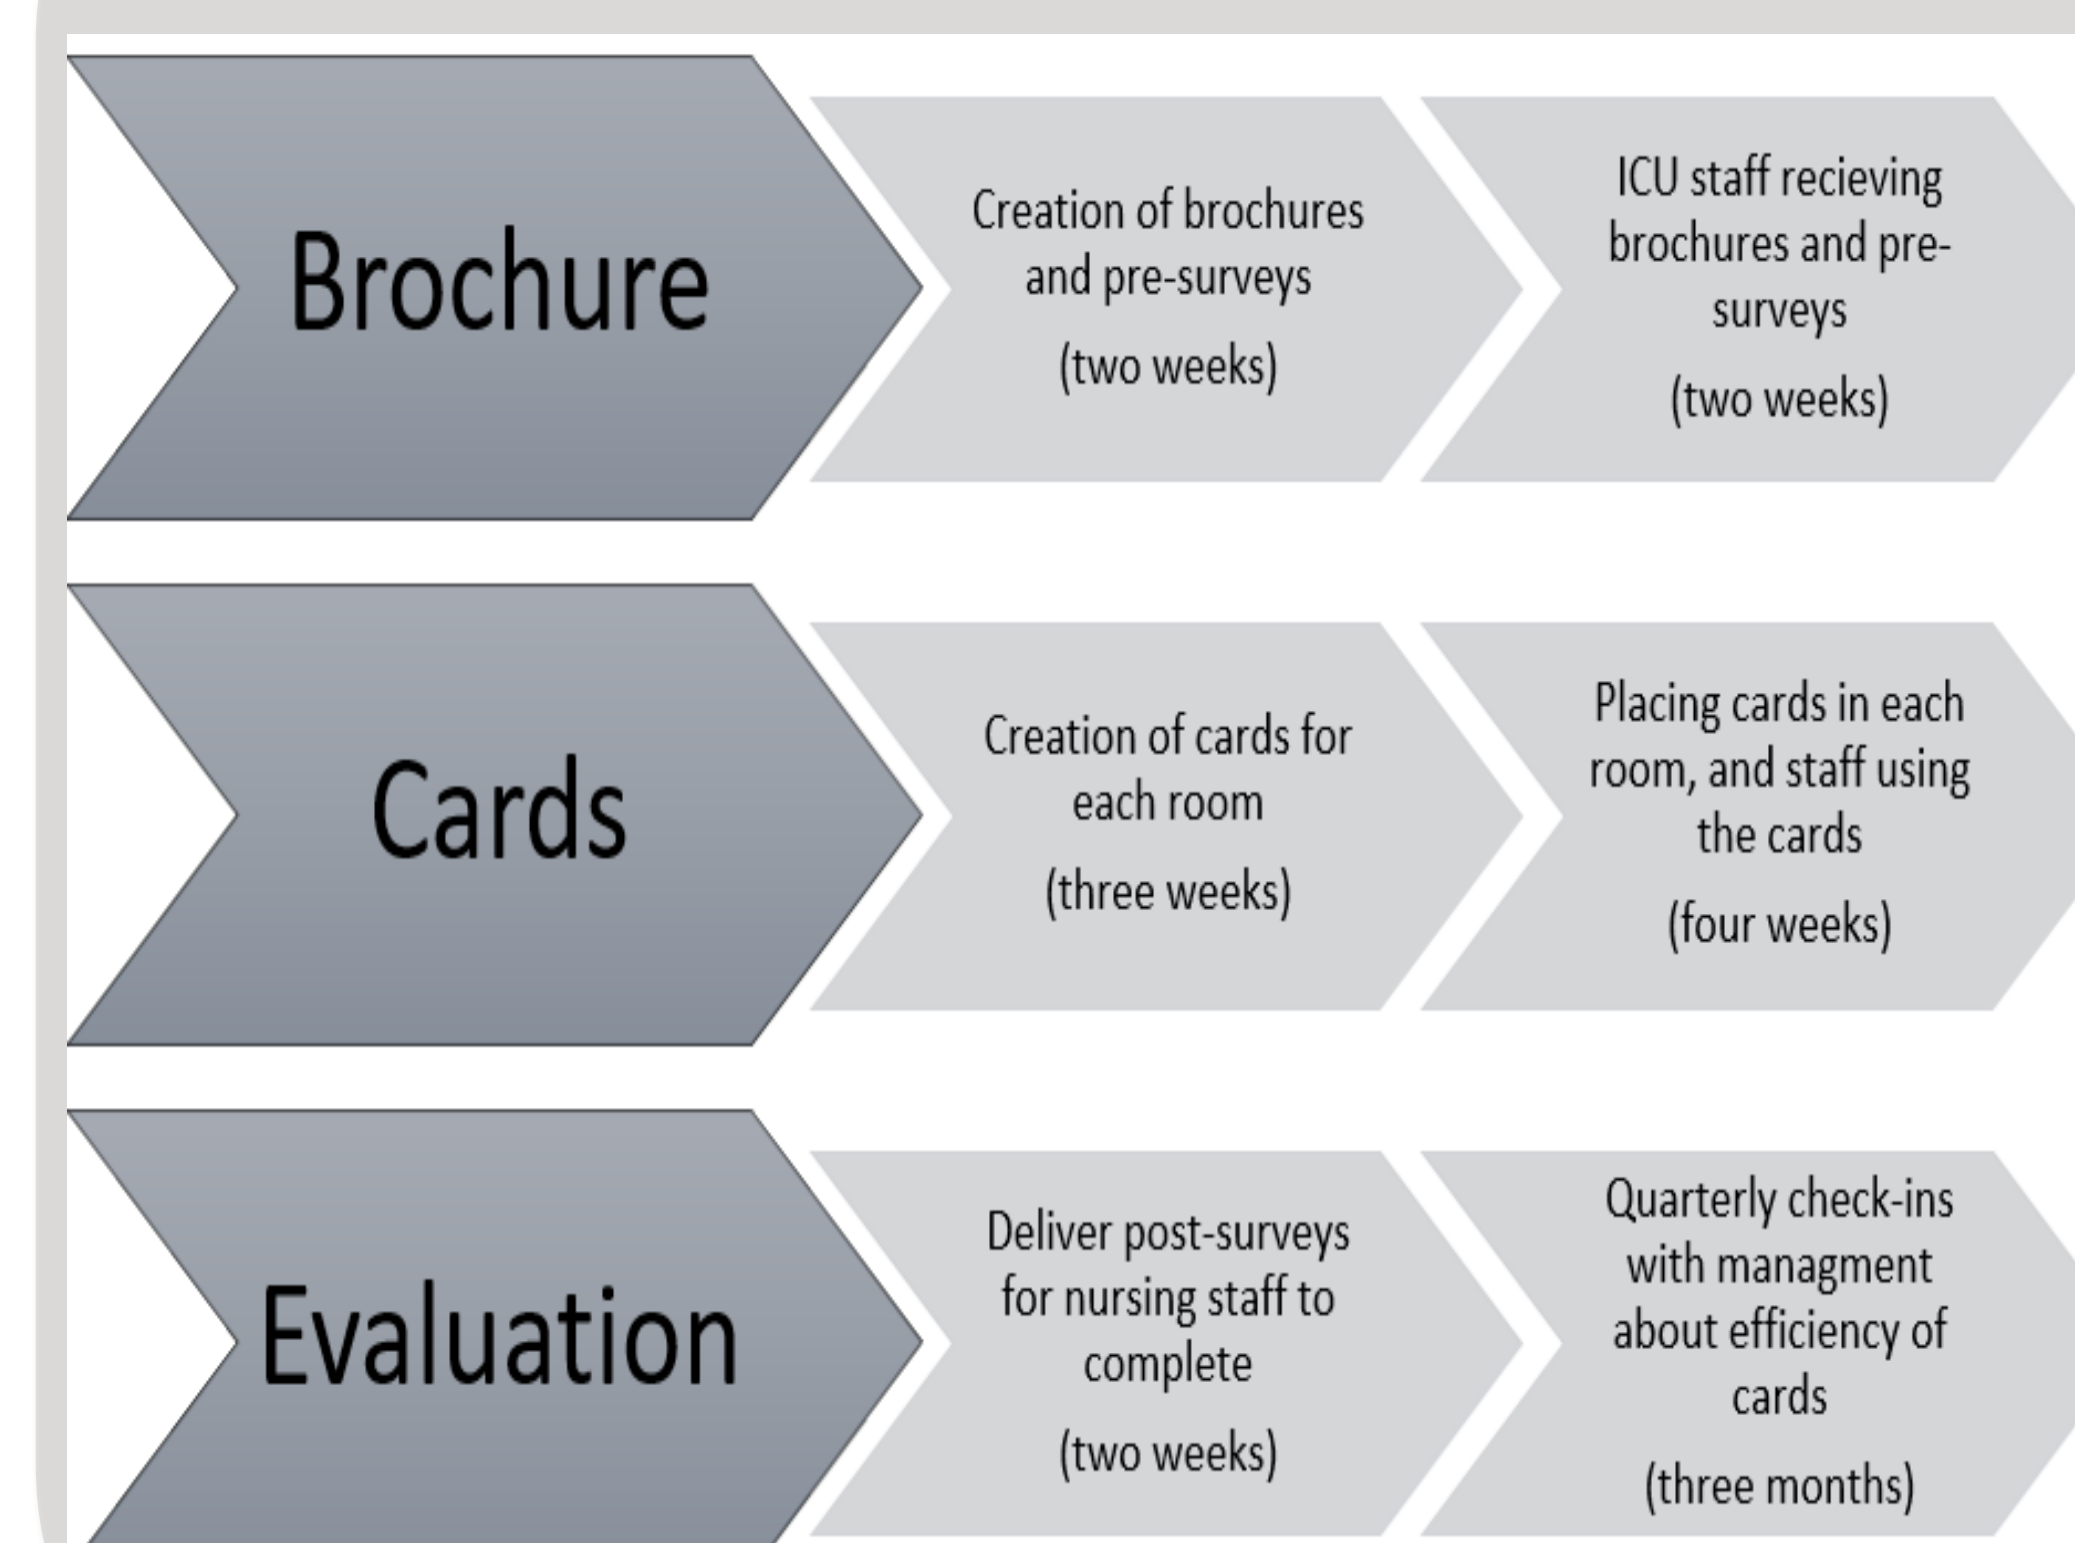 Brochure
Creation of brochures
and pre-surveys
(two weeks)
ICU staff recieving
brochures and pre-
surveys
(two weeks)
Cards
Creation of cards for
each room
(three weeks)
Placing cards in each
room, and staff using
the cards
(four weeks)
Evaluation
Deliver post-surveys
for nursing staff to
complete
(two weeks)
Quarterly check-ins
with managment
about efficiency of
cards
(three months)